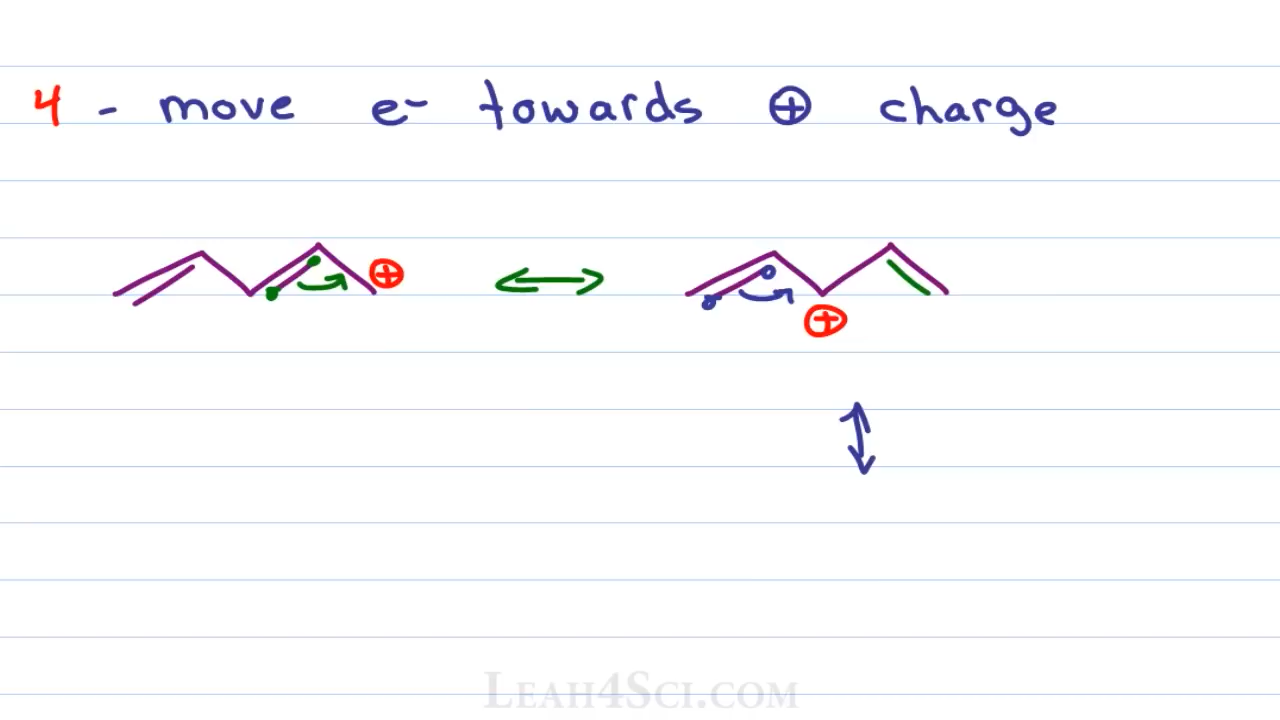 4 - move e- towards ⊕ charge
⊕
⊕
LEAH4SCI.COM